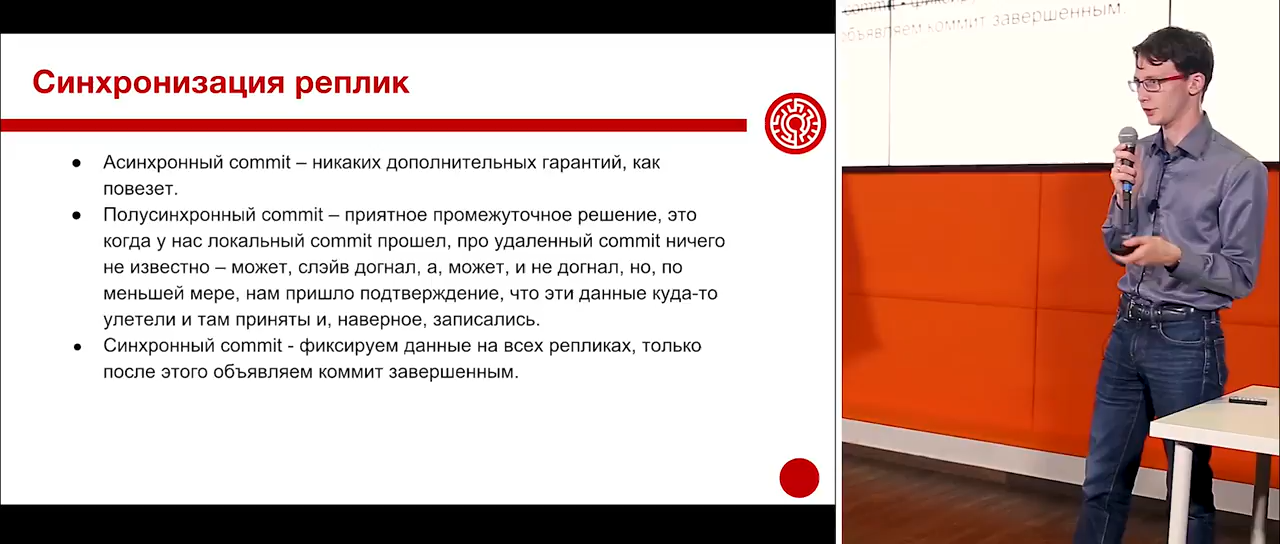 Синхронизация реплик
● Асинхронный commit – никаких дополнительных гарантий, как
повезет.
● Полусинхронный commit – приятное промежуточное решение, это
когда у нас локальный commit прошел, про удаленный commit ничего
не известно – может, слэйв догнал, а, может, и не догнал, но, по
меньшей мере, нам пришло подтверждение, что эти данные куда-то
улетели и там приняты и, наверное, записались.
● Синхронный commit - фиксируем данные на всех репликах, только
после этого объявляем коммит завершенным.
commit - фиксиру
объявляем коммит завершенным.